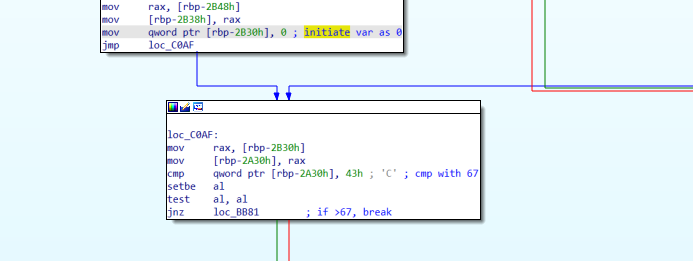 mov     rax, [rbp-2B48h]
mov     [rbp-2B38h], rax
mov     qword ptr [rbp-2B30h], 0 ; initiate var as 0
jmp     loc_C0AF
loc_C0AF:
mov     rax, [rbp-2B30h]
mov     [rbp-2A30h], rax
cmp     qword ptr [rbp-2A30h], 43h ; 'C' ; cmp with 67
setbe   al
test    al, al
jnz     loc_BB81        ; if >67, break